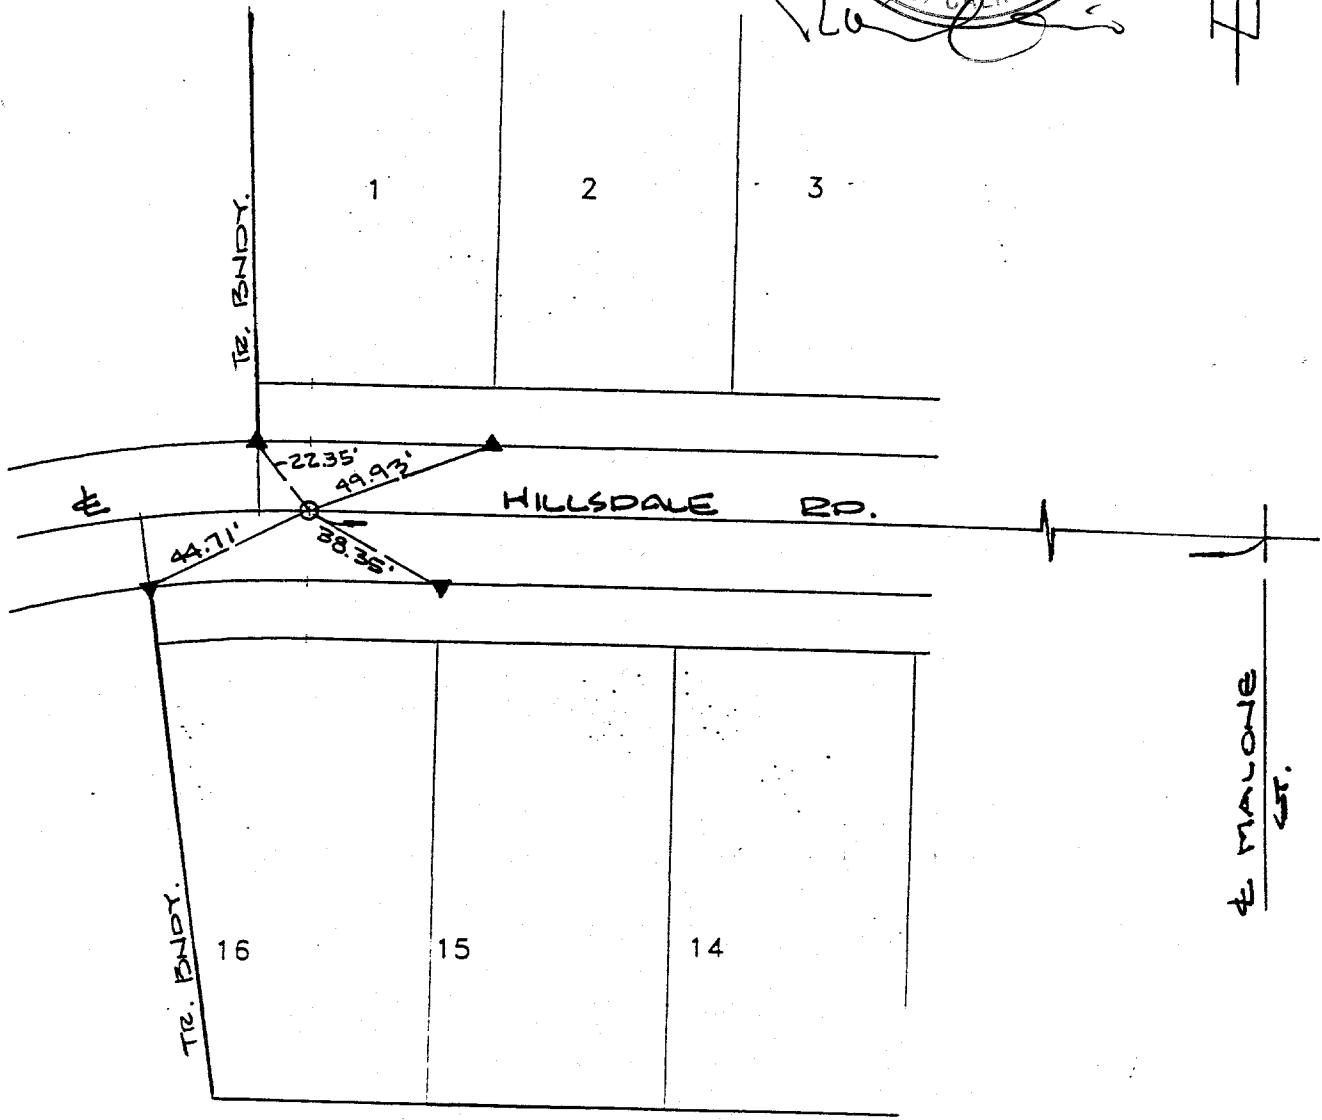 1
2
3
TR. BNDY.
22.35'
49.93'
℄
HILLSDALE RD.
44.71'
38.35'
℄ MALONE
ST.
TR. BNDY.
16
15
14